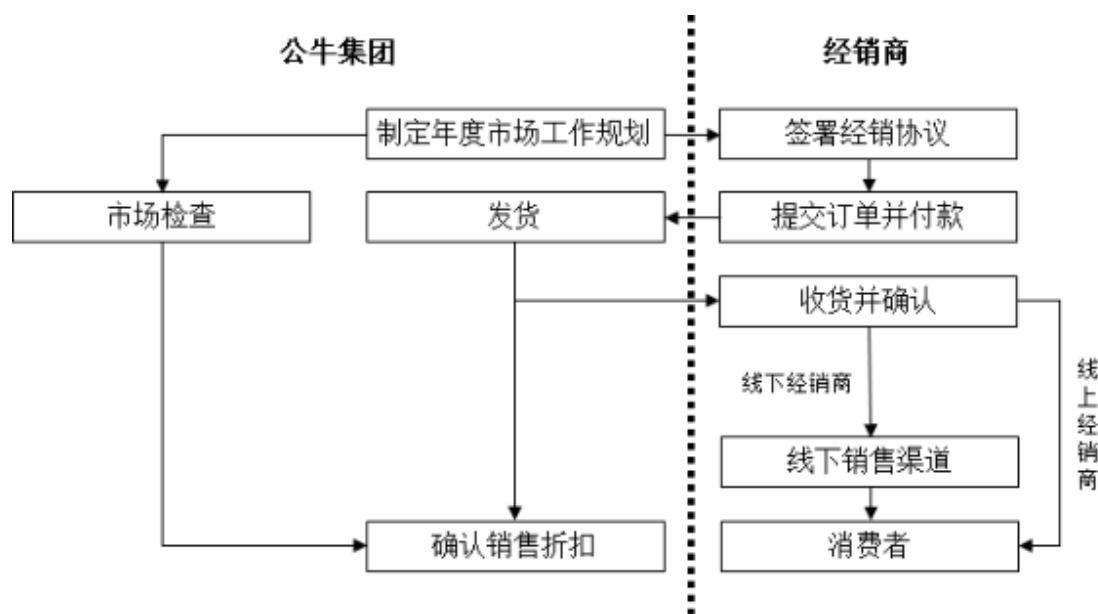 公牛集团
经销商
制定年度市场工作规划
签署经销协议
市场检查
发货
提交订单并付款
收货并确认
线下经销商
线上经销商
线下销售渠道
确认销售折扣
消费者